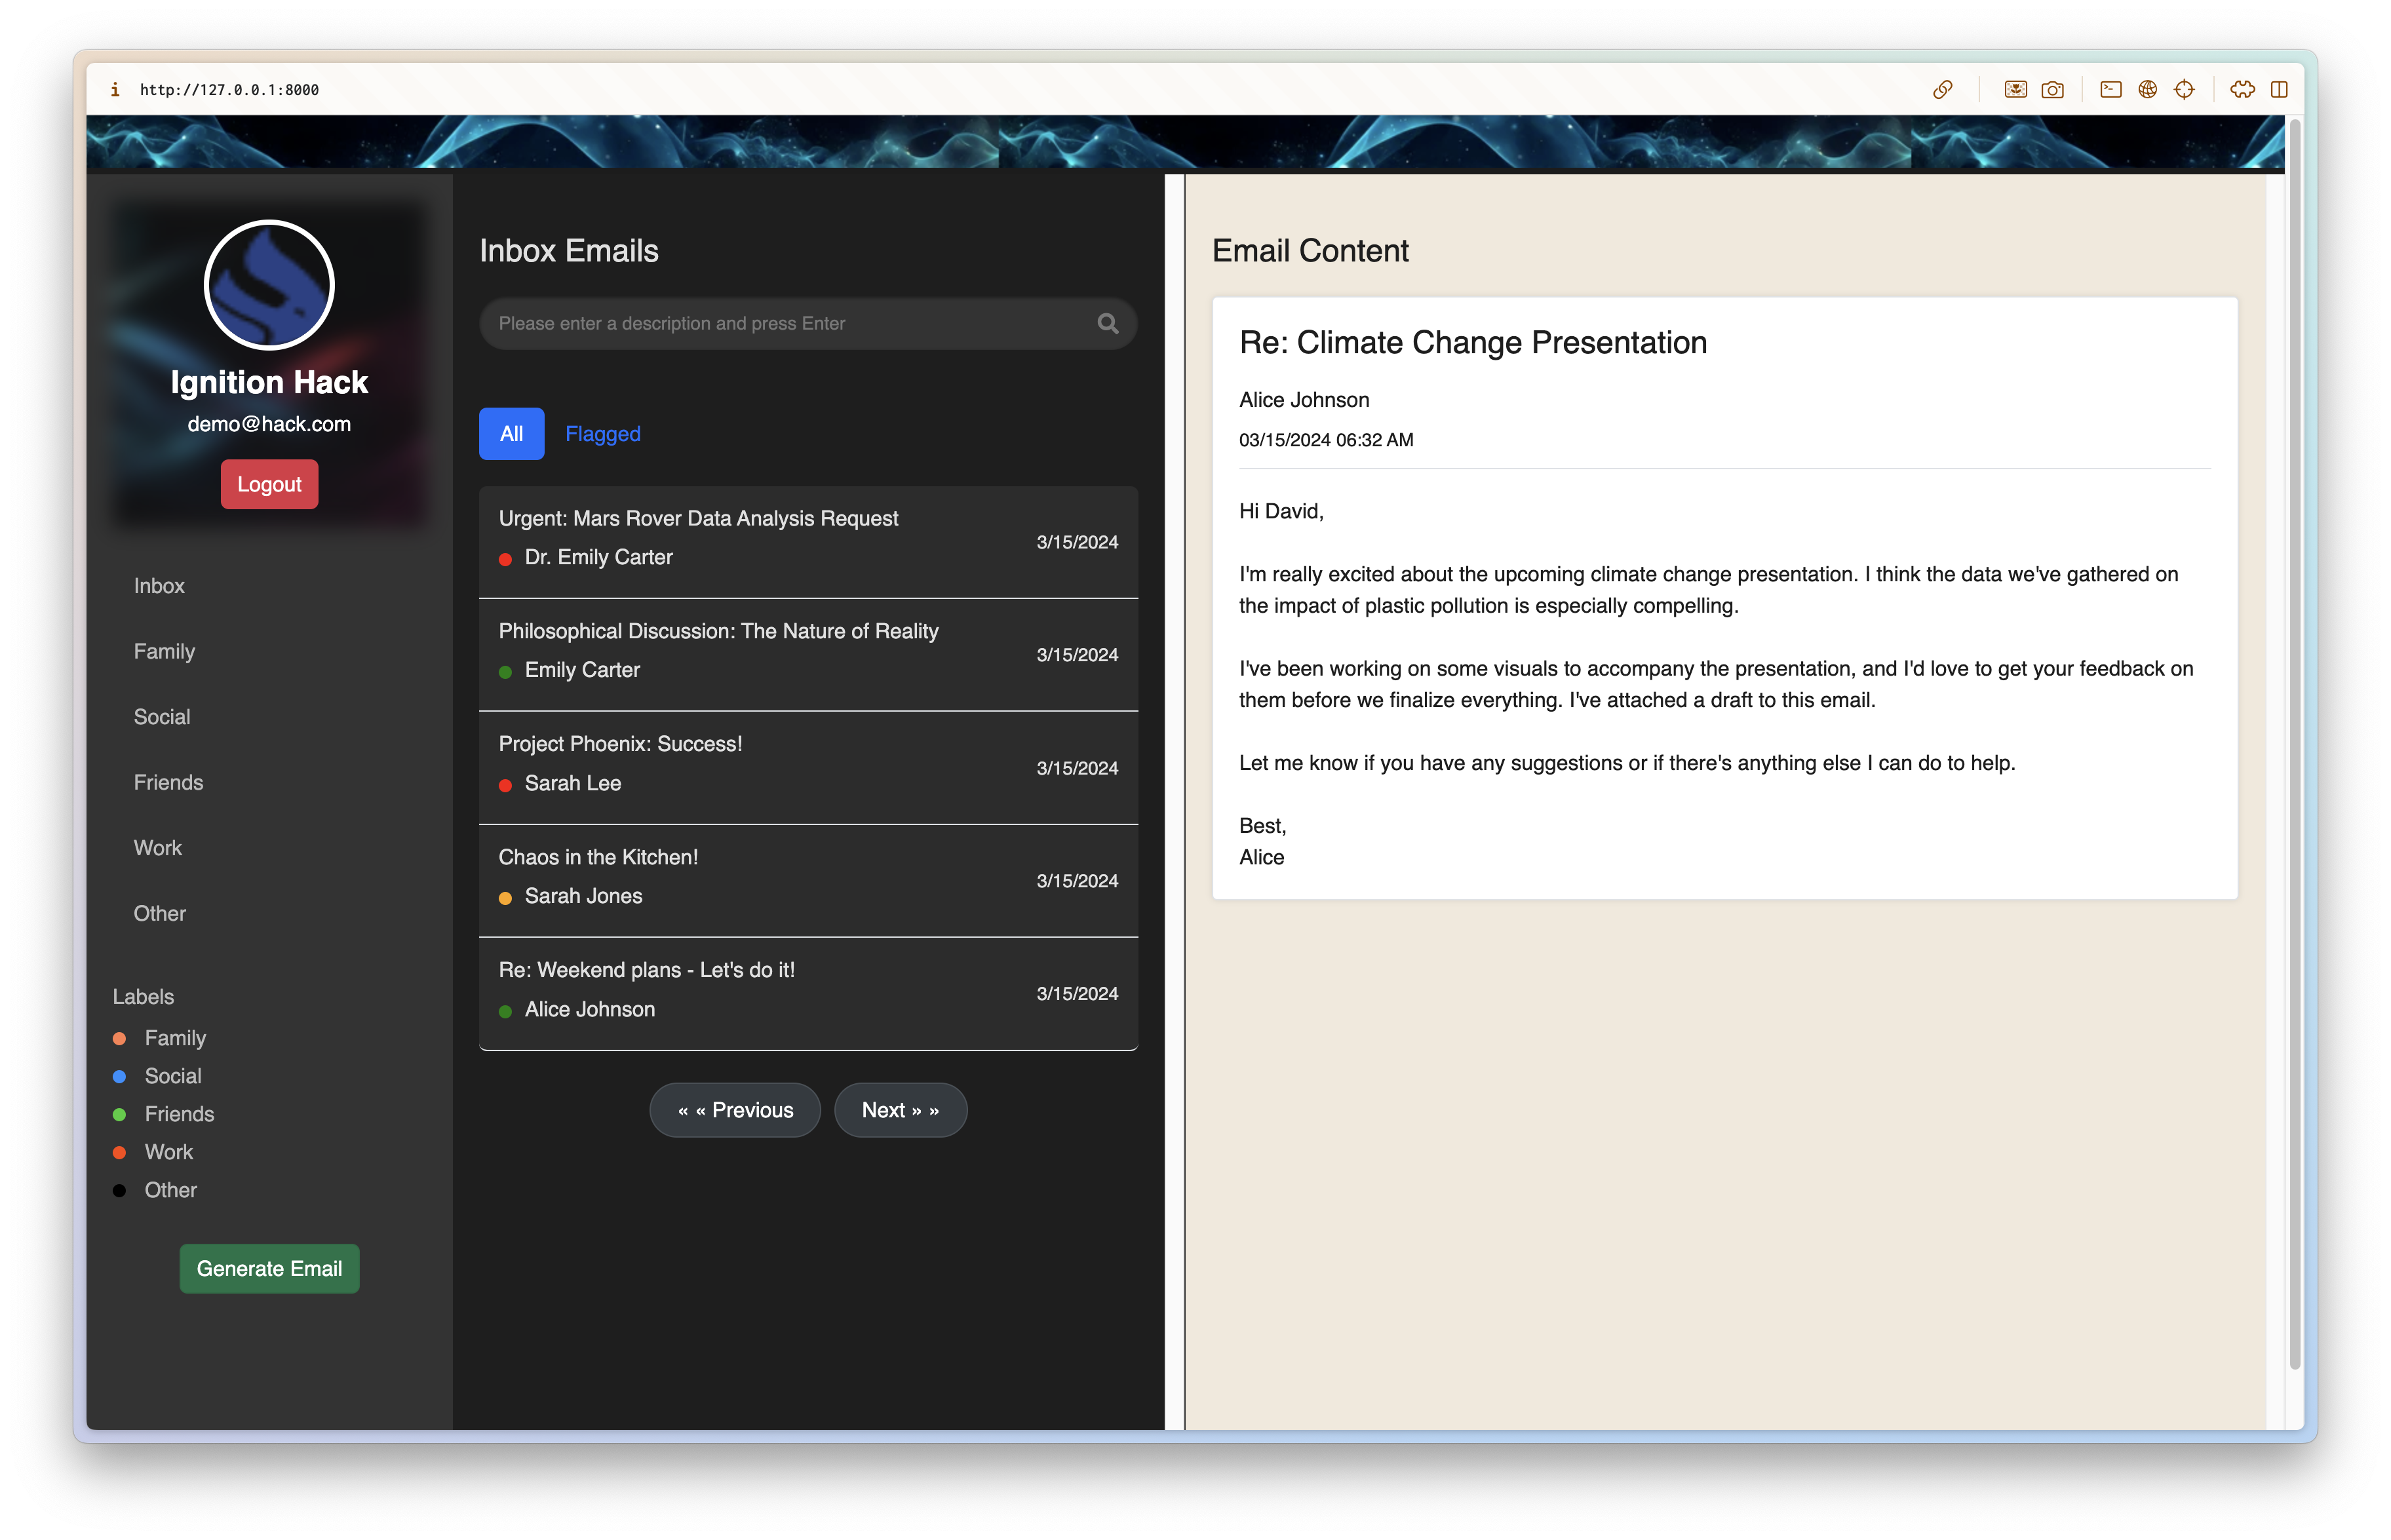 i http://127.0.0.1:8000
Ignition Hack
demo@hack.com
Logout
Inbox
Family
Social
Friends
Work
Other
Labels
Family
Social
Friends
Work
Other
Generate Email
Inbox Emails
Please enter a description and press Enter
All Flagged
Urgent: Mars Rover Data Analysis Request
Dr. Emily Carter
3/15/2024
Philosophical Discussion: The Nature of Reality
Emily Carter
3/15/2024
Project Phoenix: Success!
Sarah Lee
3/15/2024
Chaos in the Kitchen!
Sarah Jones
3/15/2024
Re: Weekend plans - Let's do it!
Alice Johnson
3/15/2024
« « Previous Next » »
Email Content
Re: Climate Change Presentation
Alice Johnson
03/15/2024 06:32 AM
Hi David,
I'm really excited about the upcoming climate change presentation. I think the data we've gathered on
the impact of plastic pollution is especially compelling.
I've been working on some visuals to accompany the presentation, and I'd love to get your feedback on
them before we finalize everything. I've attached a draft to this email.
Let me know if you have any suggestions or if there's anything else I can do to help.
Best,
Alice